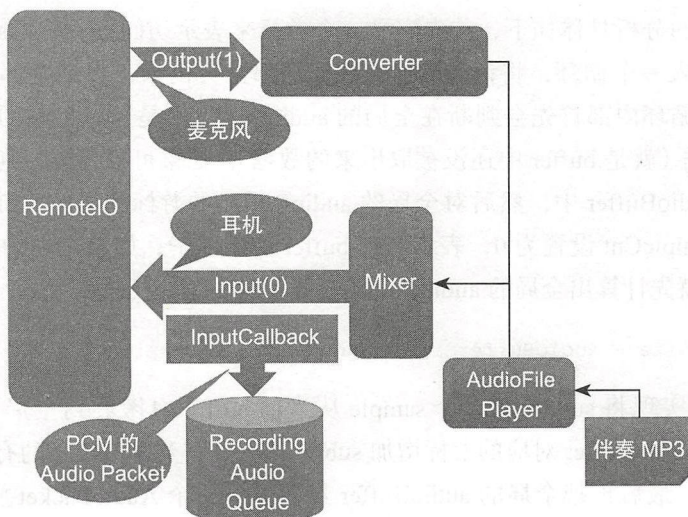 Output(1)
Converter
麦克风
RemoteIO
耳机
Input(0)
Mixer
InputCallback
AudioFile
Player
PCM 的
Audio Packet
Recording
Audio
Queue
伴奏 MP3